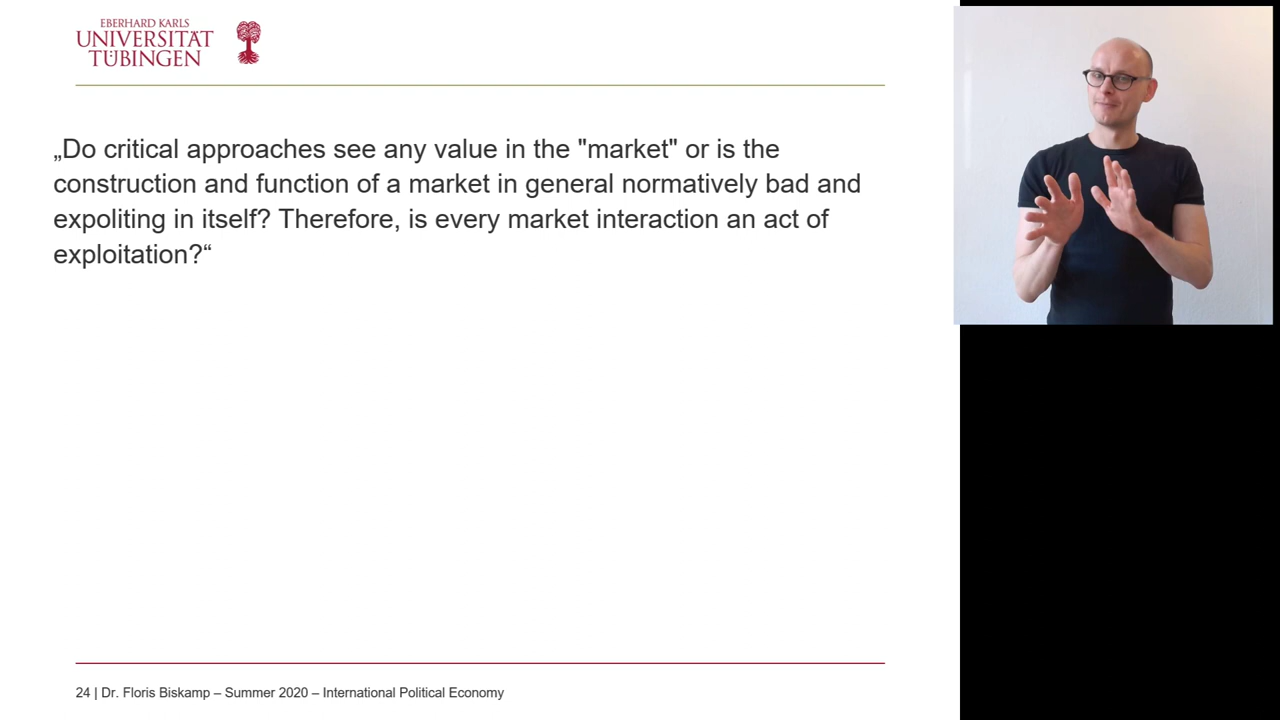 EBERHARD KARLS
UNIVERSITÄT
TÜBINGEN
„Do critical approaches see any value in the "market" or is the
construction and function of a market in general normatively bad and
expoliting in itself? Therefore, is every market interaction an act of
exploitation?“
24 | Dr. Floris Biskamp – Summer 2020 – International Political Economy